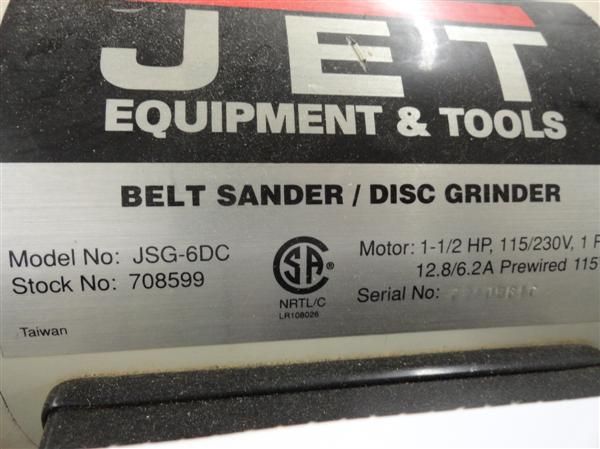 JET
EQUIPMENT & TOOLS
BELT SANDER / DISC GRINDER
Model No: JSG-6DC
Stock No: 708599
Taiwan
SA
NRTL/C
LR108026
Motor: 1-1/2 HP, 115/230V, 1
12.8/6.2A Prewired 115
Serial No: